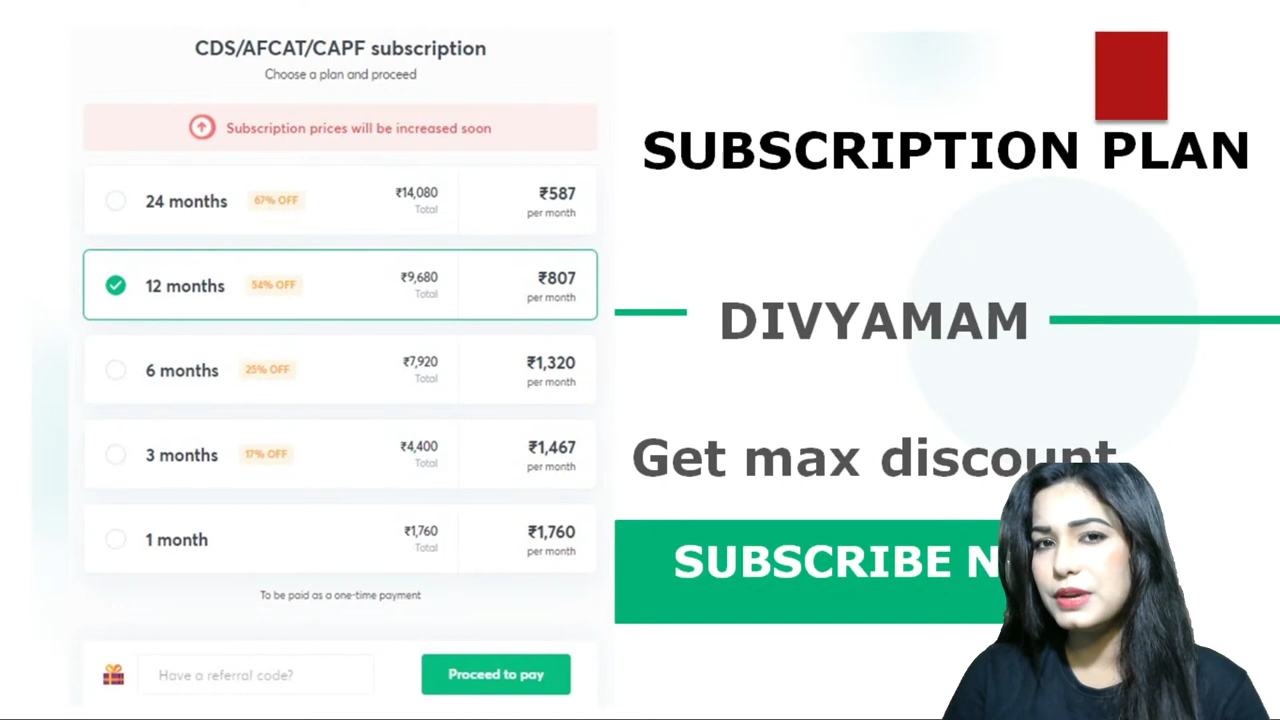 CDS/AFCAT/CAPF subscription
Choose a plan and proceed
Subscription prices will be increased soon
24 months 67% OFF ₹14,080 ₹587
Total per month
12 months 54% OFF ₹9,680 ₹807
Total per month
6 months 25% OFF ₹7,920 ₹1,320
Total per month
3 months 17% OFF ₹4,400 ₹1,467
Total per month
1 month ₹1,760 ₹1,760
Total per month
To be paid as a one-time payment
Have a referral code? Proceed to pay
SUBSCRIPTION PLAN
DIVYAMAM
Get max discount
SUBSCRIBE